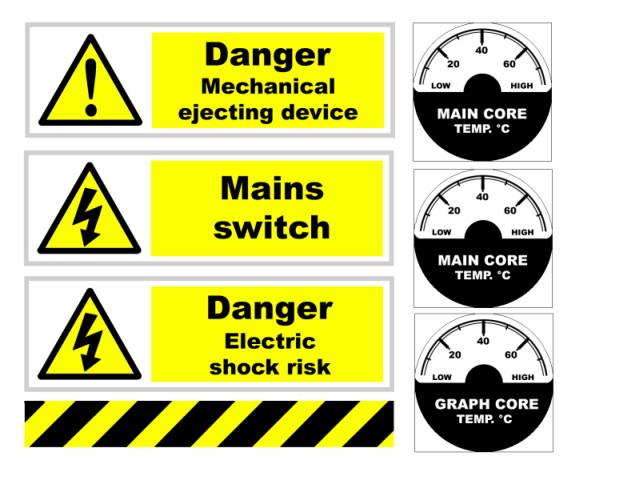 Danger
Mechanical
ejecting device
Mains
switch
Danger
Electric
shock risk
20 40 60
LOW HIGH
MAIN CORE
TEMP. °C
20 40 60
LOW HIGH
MAIN CORE
TEMP. °C
20 40 60
LOW HIGH
GRAPH CORE
TEMP. °C